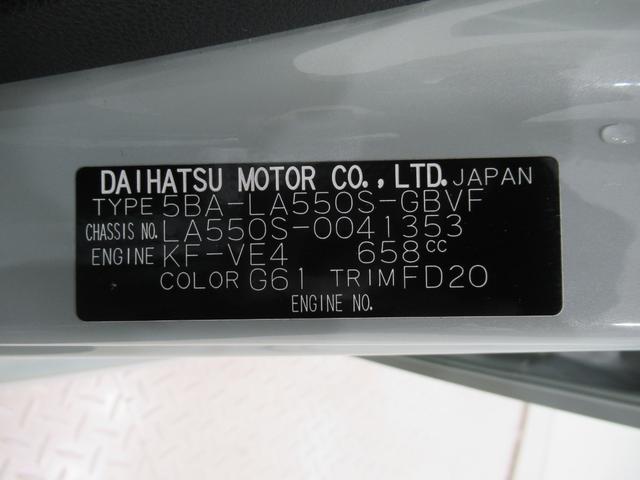 DAIHATSU MOTOR CO., LTD. JAPAN
TYPE 5BA-LA550S-GBVF
CHASSIS NO. LA550S-0041353
ENGINE KF-VE4 658cc
COLOR G61 TRIM FD20
ENGINE NO.